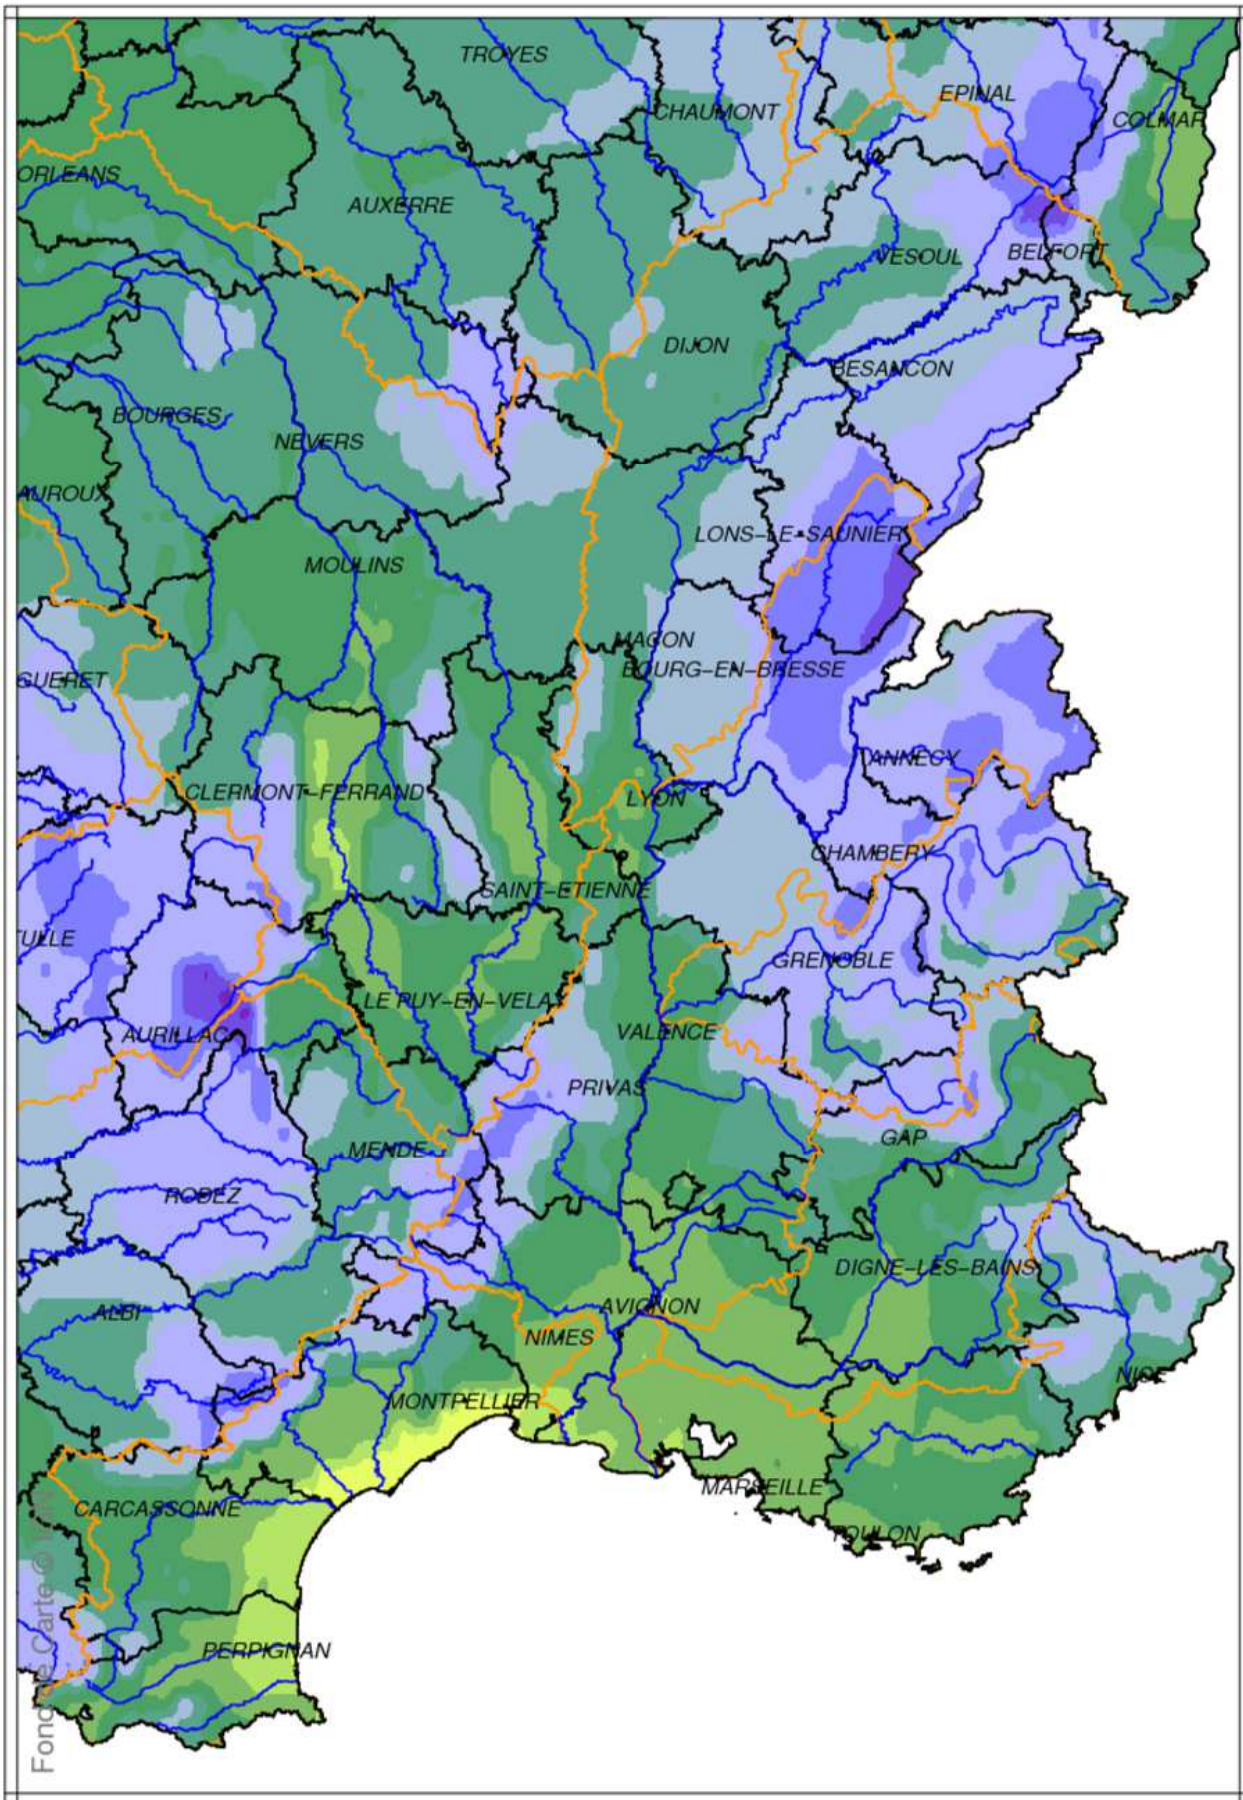 TROYES
EPINAL
CHAUMONT
COLMAR
ORLEANS
AUXERRE
BELFORT
VESOUL
DIJON
BESANCON
BOURGES
NEVERS
AUROUX
LONS-LE-SAUNIER
MOULINS
MACON
BOURG-EN-BRESSE
GUERET
ANNECY
CLERMONT-FERRAND
LYON
CHAMBERY
SAINT-ETIENNE
TULLE
GRENOBLE
LE PUY-EN-VELAY
AURILLAC
VALENCE
PRIVAS
GAP
MENDE
RODEZ
DIGNE-LES-BAINS
AVIGNON
ALBI
NIMES
NICE
MONTPELLIER
MARSEILLE
CARCASSONNE
TOULON
PERPIGNAN
Fond de Carte © IGN